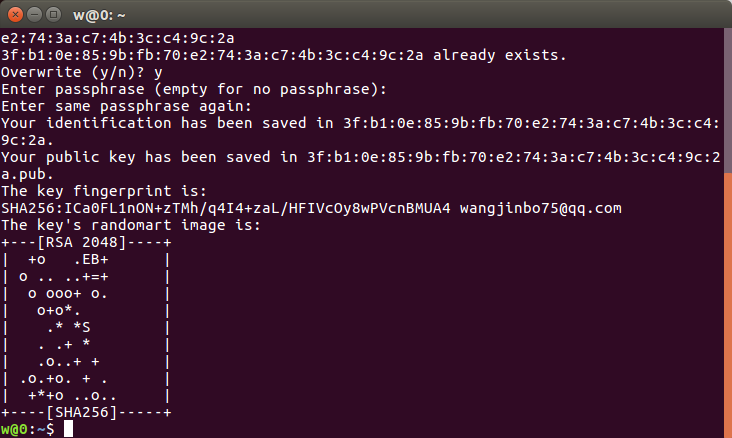 w@0: ~
e2:74:3a:c7:4b:3c:c4:9c:2a
3f:b1:0e:85:9b:fb:70:e2:74:3a:c7:4b:3c:c4:9c:2a already exists.
Overwrite (y/n)? y
Enter passphrase (empty for no passphrase):
Enter same passphrase again:
Your identification has been saved in 3f:b1:0e:85:9b:fb:70:e2:74:3a:c7:4b:3c:c4:
9c:2a.
Your public key has been saved in 3f:b1:0e:85:9b:fb:70:e2:74:3a:c7:4b:3c:c4:9c:2
a.pub.
The key fingerprint is:
SHA256:ICa0FL1nON+zTMh/q4I4+zaL/HFIVcOy8wPVcnBMUA4 wangjinbo75@qq.com
The key's randomart image is:
+---[RSA 2048]----+
|  +o   .EB+      |
| o .. ..+=+      |
|  o ooo+ o.      |
|   o+o*.         |
|    .* *S        |
|   . .+ *        |
|   .o..+ +       |
| .o.+o. + .      |
|  +*+o ..o..     |
+----[SHA256]-----+
w@0:~$